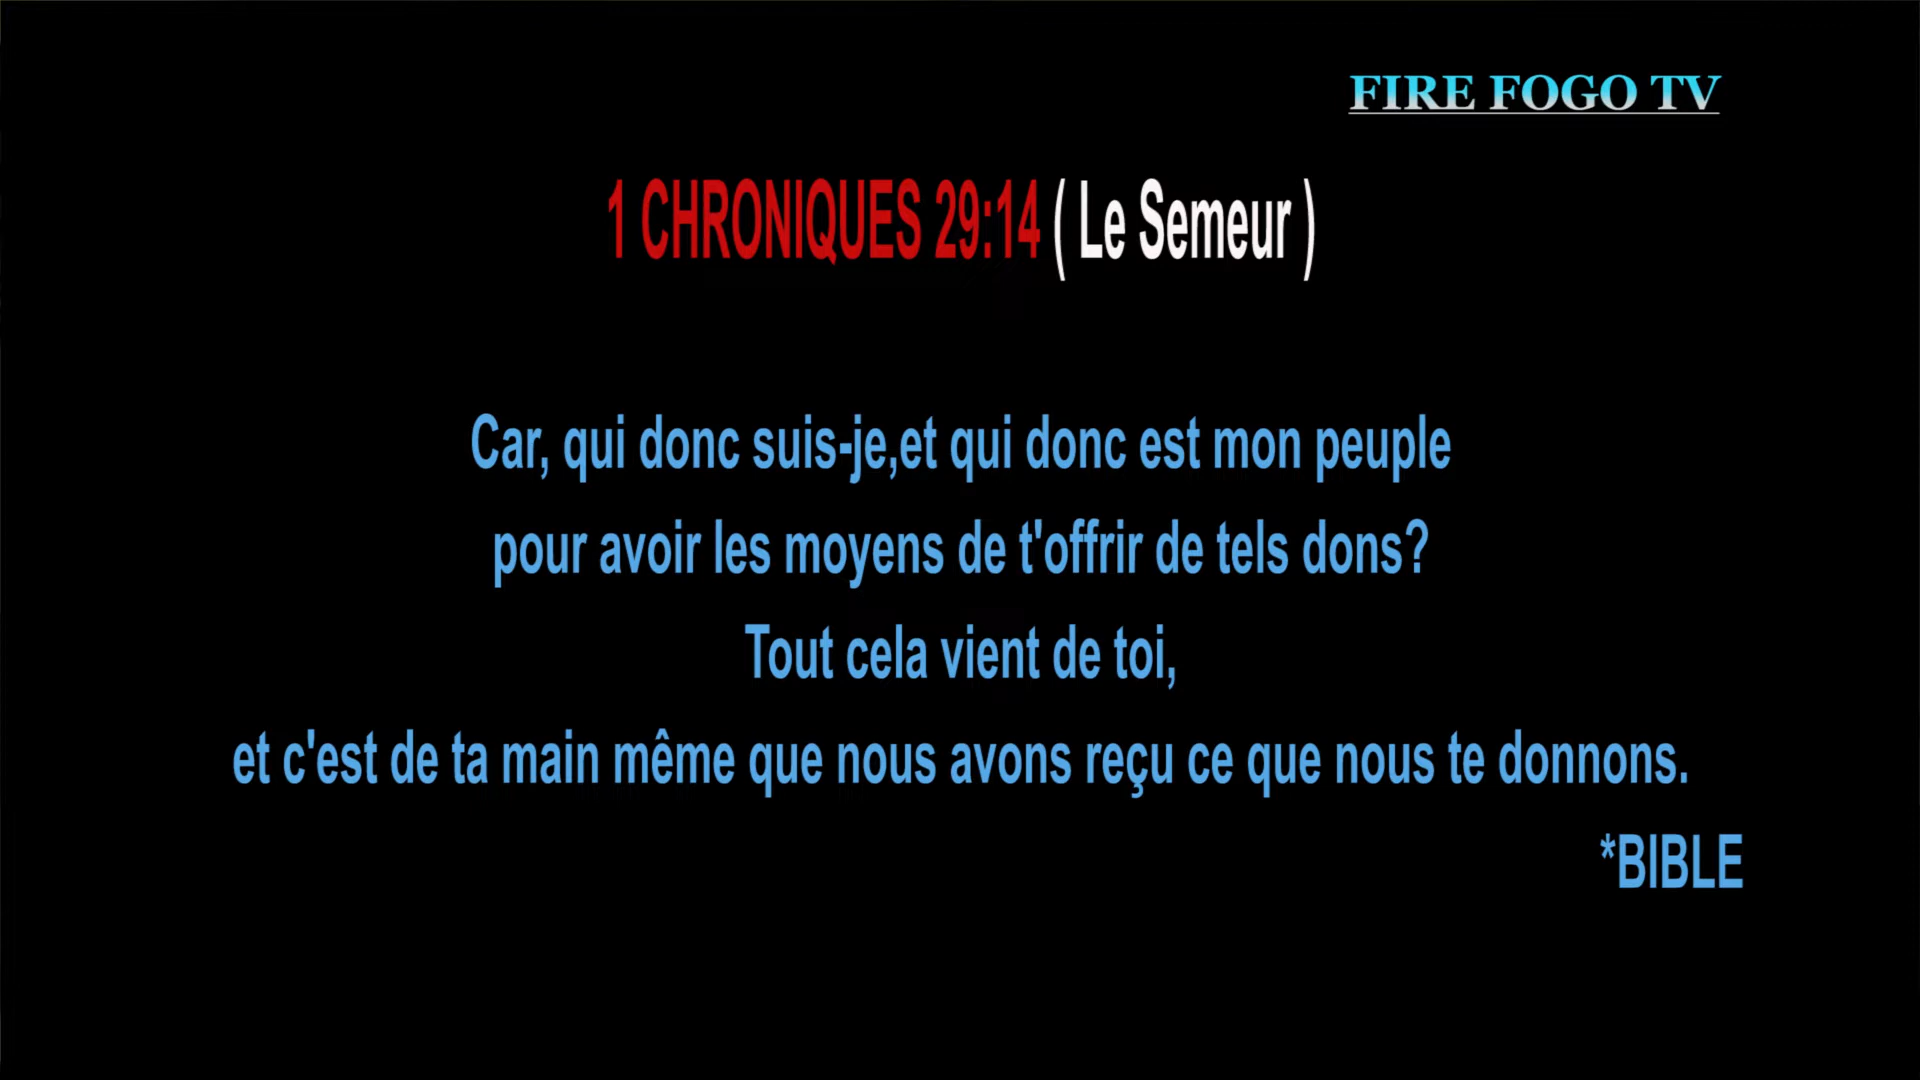 FIRE FOGO TV
1 CHRONIQUES 29:14 ( Le Semeur )
Car, qui donc suis-je,et qui donc est mon peuple
pour avoir les moyens de t'offrir de tels dons?
Tout cela vient de toi,
et c'est de ta main même que nous avons reçu ce que nous te donnons.
*BIBLE